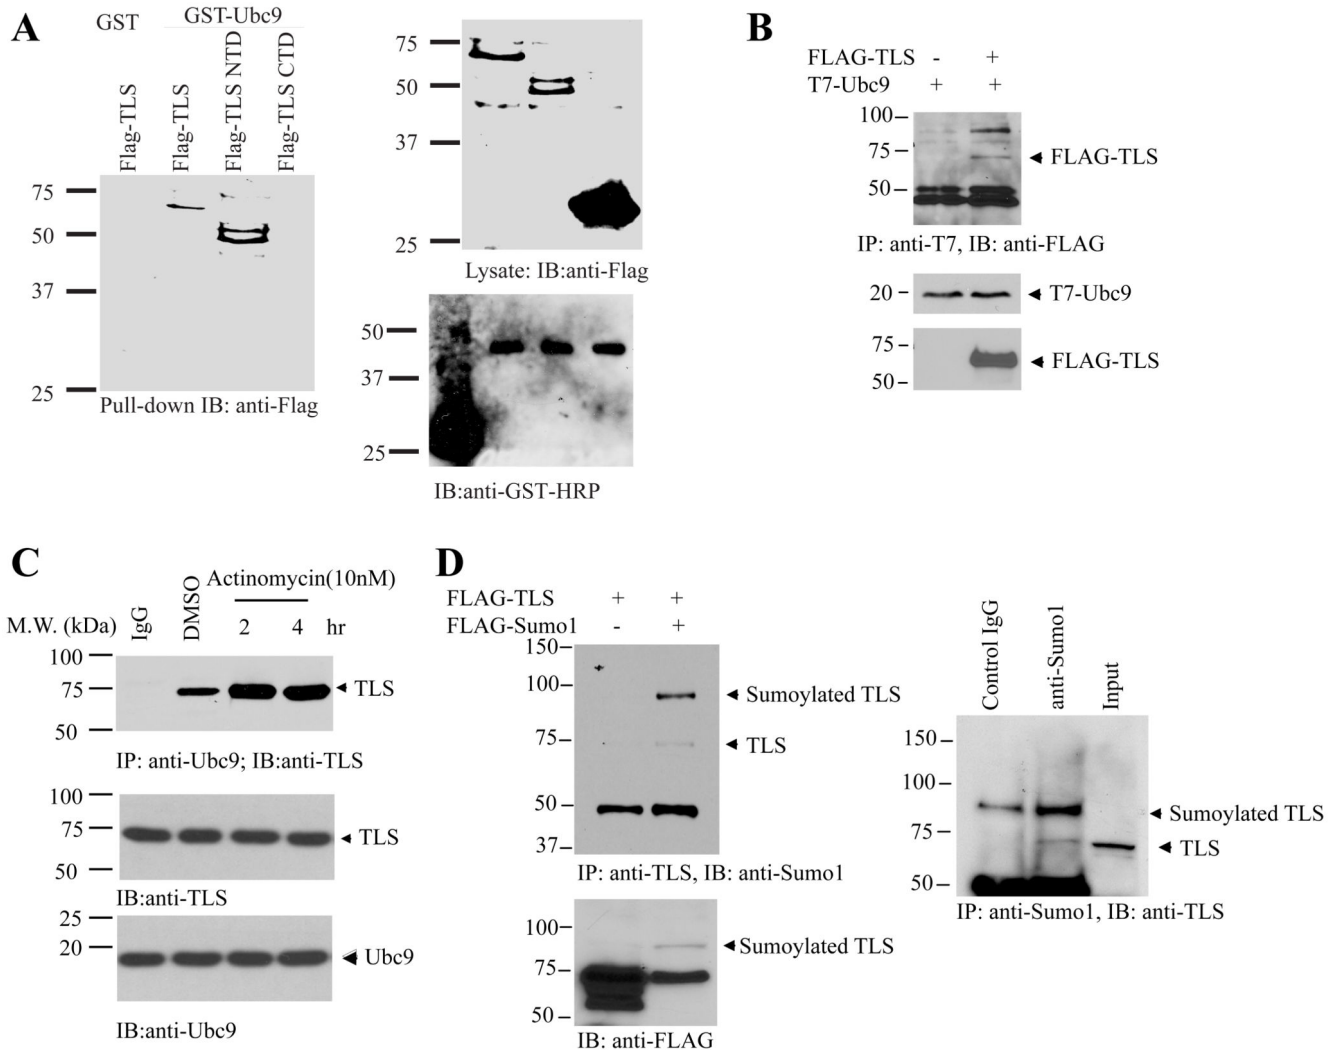 A
GST
GST-Ubc9
Flag-TLS
Flag-TLS
Flag-TLS NTD
Flag-TLS CTD
75
50
37
25
Pull-down IB: anti-Flag
75
50
37
25
Lysate: IB:anti-Flag
50
37
25
IB:anti-GST-HRP
B
FLAG-TLS - +
T7-Ubc9 + +
100
75
50
FLAG-TLS
IP: anti-T7, IB: anti-FLAG
20
T7-Ubc9
75
50
FLAG-TLS
C
Actinomycin(10nM)
M.W. (kDa) IgG DMSO 2 4 hr
100
75
50
TLS
IP: anti-Ubc9; IB:anti-TLS
100
75
50
TLS
IB:anti-TLS
25
20
Ubc9
IB:anti-Ubc9
D
FLAG-TLS + +
FLAG-Sumo1 - +
150
100
75
50
37
Sumoylated TLS
TLS
IP: anti-TLS, IB: anti-Sumo1
100
75
50
Sumoylated TLS
IB: anti-FLAG
Control IgG
anti-Sumo1
Input
150
100
75
50
Sumoylated TLS
TLS
IP: anti-Sumo1, IB: anti-TLS